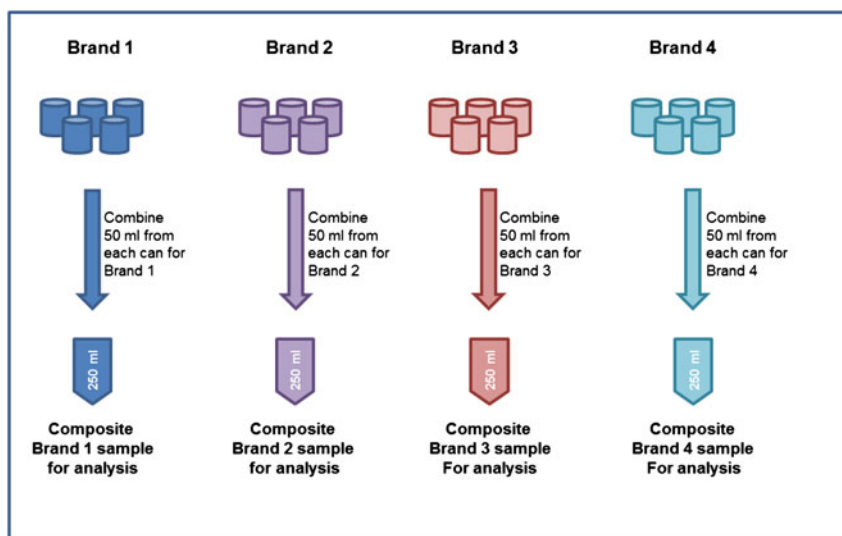 Brand 1
Brand 2
Brand 3
Brand 4
Combine
50 ml from
each can for
Brand 1
Combine
50 ml from
each can for
Brand 2
Combine
50 ml from
each can for
Brand 3
Combine
50 ml from
each can for
Brand 4
250 ml
250 ml
250 ml
250 ml
Composite
Brand 1 sample
for analysis
Composite
Brand 2 sample
for analysis
Composite
Brand 3 sample
For analysis
Composite
Brand 4 sample
For analysis